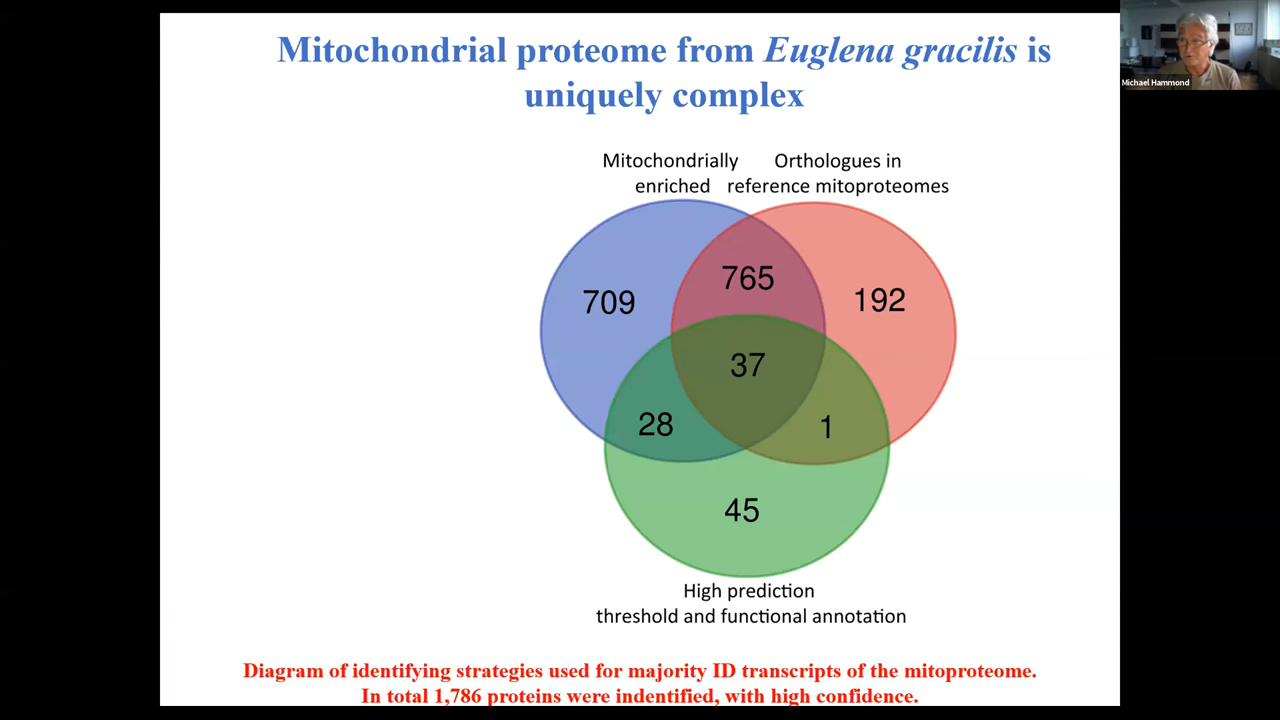 Mitochondrial proteome from Euglena gracilis is
uniquely complex
Michael Hammond
Mitochondrially
enriched
Orthologues in
reference mitoproteomes
709
765
192
37
28
1
45
High prediction
threshold and functional annotation
Diagram of identifying strategies used for majority ID transcripts of the mitoproteome.
In total 1,786 proteins were indentified, with high confidence.